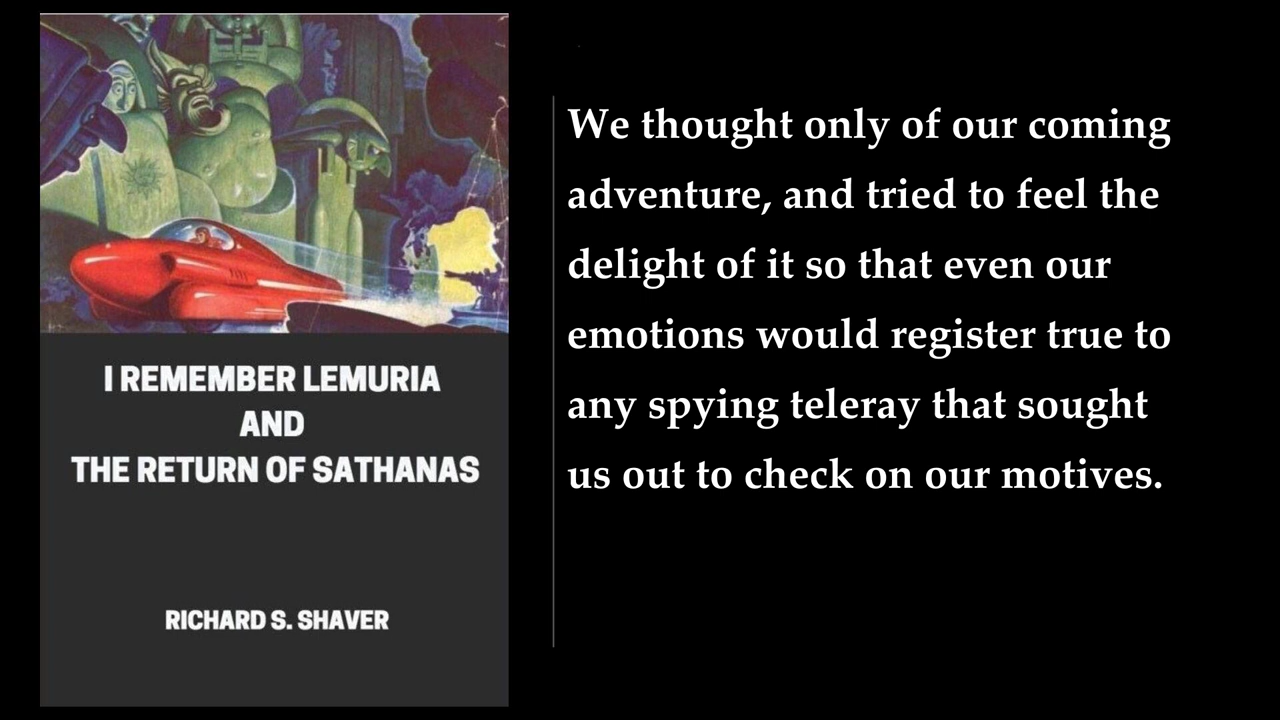 I REMEMBER LEMURIA
AND
THE RETURN OF SATHANAS
RICHARD S. SHAVER
We thought only of our coming
adventure, and tried to feel the
delight of it so that even our
emotions would register true to
any spying teleray that sought
us out to check on our motives.